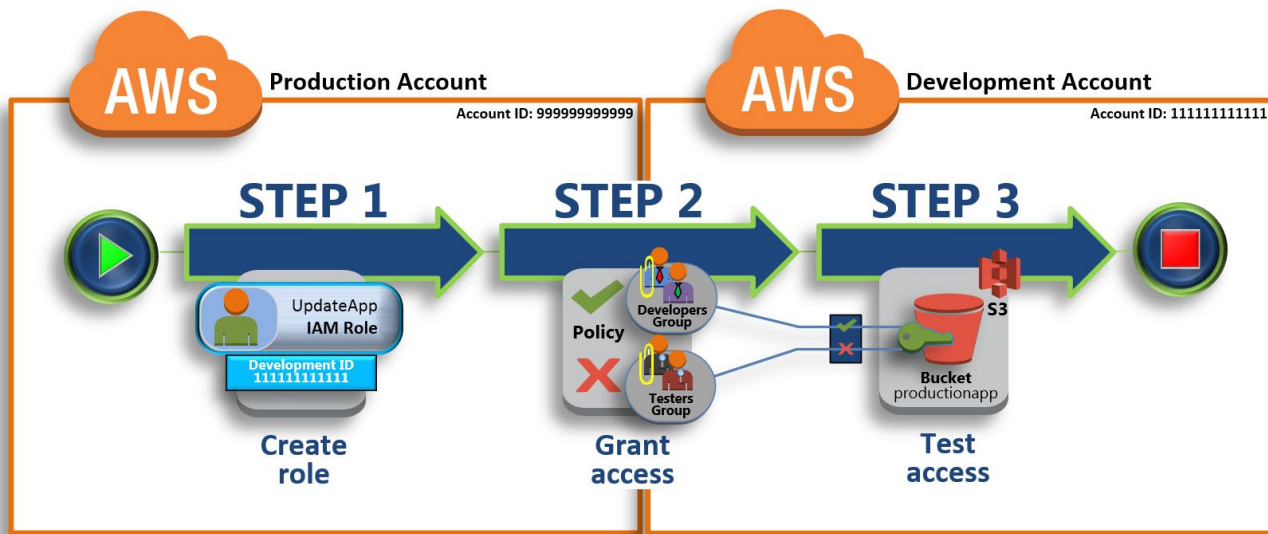 AWS
Production Account
Account ID: 999999999999
AWS
Development Account
Account ID: 111111111111
STEP 1
UpdateApp
IAM Role
Development ID
111111111111
Create
role
STEP 2
Policy
Developers
Group
Testers
Group
Grant
access
STEP 3
S3
Bucket
productionapp
Test
access